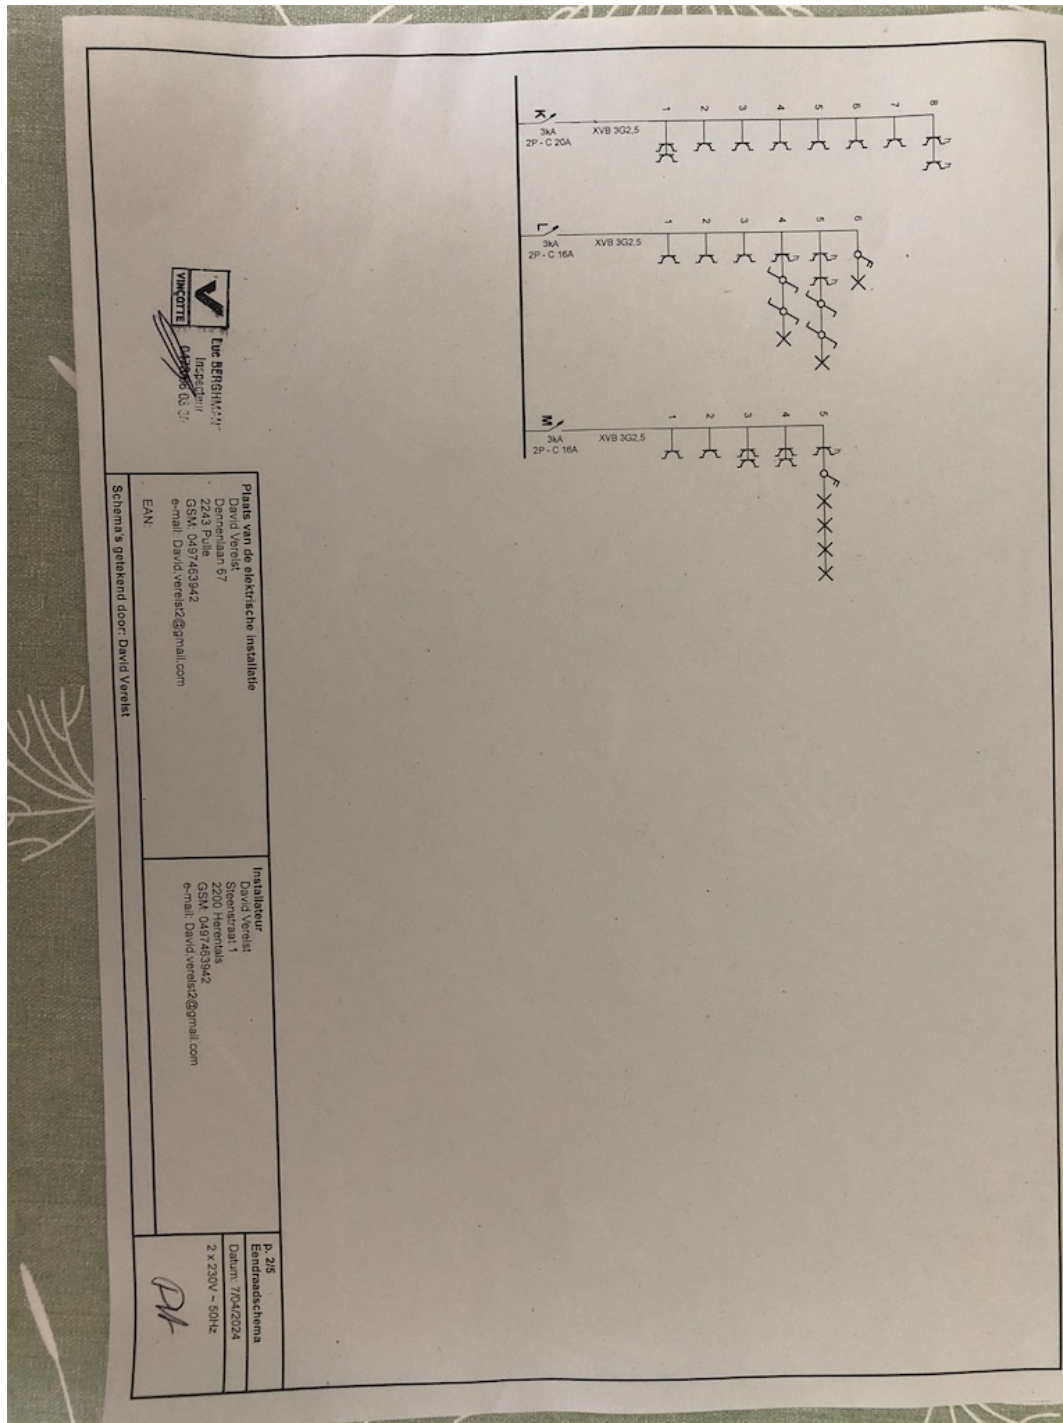 K
3kA
2P - C 20A
XVB 3G2,5
1 2 3 4 5 6 7 8
L
3kA
2P - C 16A
XVB 3G2,5
1 2 3 4 5 6
M
3kA
2P - C 16A
XVB 3G2,5
1 2 3 4 5
VINÇOTTE
Luc BERGHMAN
Inspecteur
Plaats van de elektrische installatie
David Verelst
Dennenlaan 67
2243 Pulle
GSM: 0497463942
e-mail: David.verelst2@gmail.com
EAN:
Installateur
David Verelst
Steenstraat 1
2200 Herentals
GSM: 0497463942
e-mail: David.verelst2@gmail.com
p. 2/5
Eendraadschema
Datum: 7/04/2024
2 x 230V ~ 50Hz
Schema's getekend door: David Verelst